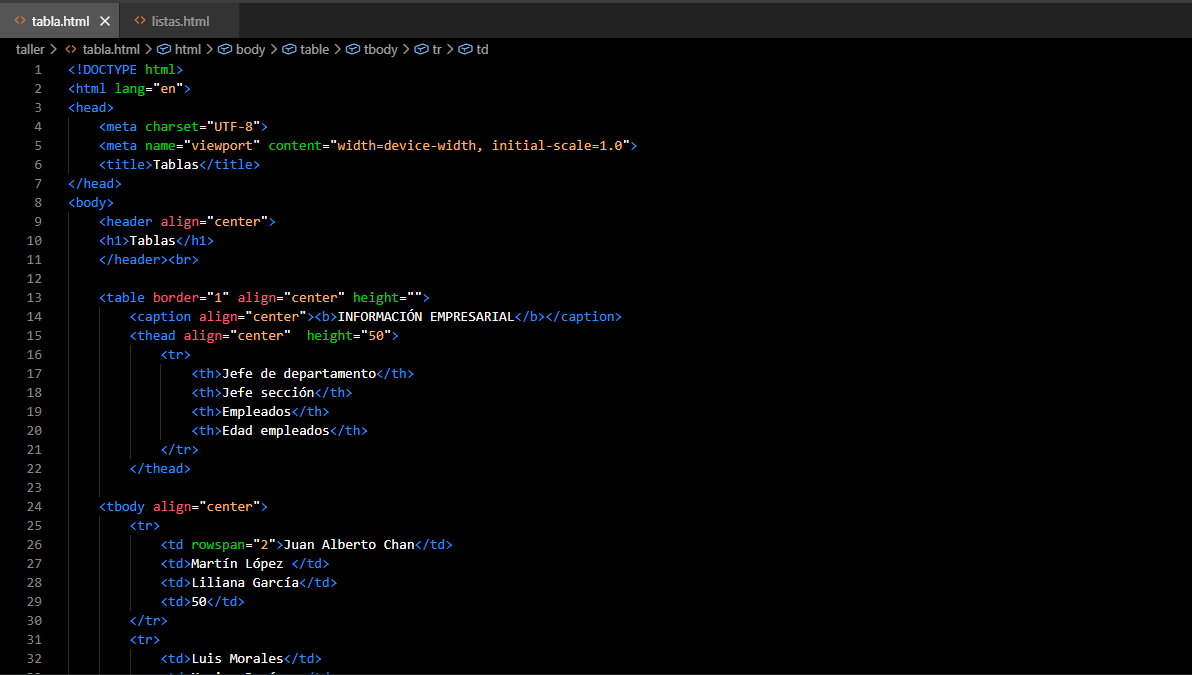 tabla.html
listas.html
taller > tabla.html > html > body > table > tbody > tr > td
1 <!DOCTYPE html>
2 <html lang="en">
3 <head>
4 <meta charset="UTF-8">
5 <meta name="viewport" content="width=device-width, initial-scale=1.0">
6 <title>Tablas</title>
7 </head>
8 <body>
9 <header align="center">
10 <h1>Tablas</h1>
11 </header><br>
12
13 <table border="1" align="center" height="">
14 <caption align="center"><b>INFORMACIÓN EMPRESARIAL</b></caption>
15 <thead align="center"  height="50">
16 <tr>
17 <th>Jefe de departamento</th>
18 <th>Jefe sección</th>
19 <th>Empleados</th>
20 <th>Edad empleados</th>
21 </tr>
22 </thead>
23
24 <tbody align="center">
25 <tr>
26 <td rowspan="2">Juan Alberto Chan</td>
27 <td>Martín López </td>
28 <td>Liliana García</td>
29 <td>50</td>
30 </tr>
31 <tr>
32 <td>Luis Morales</td>